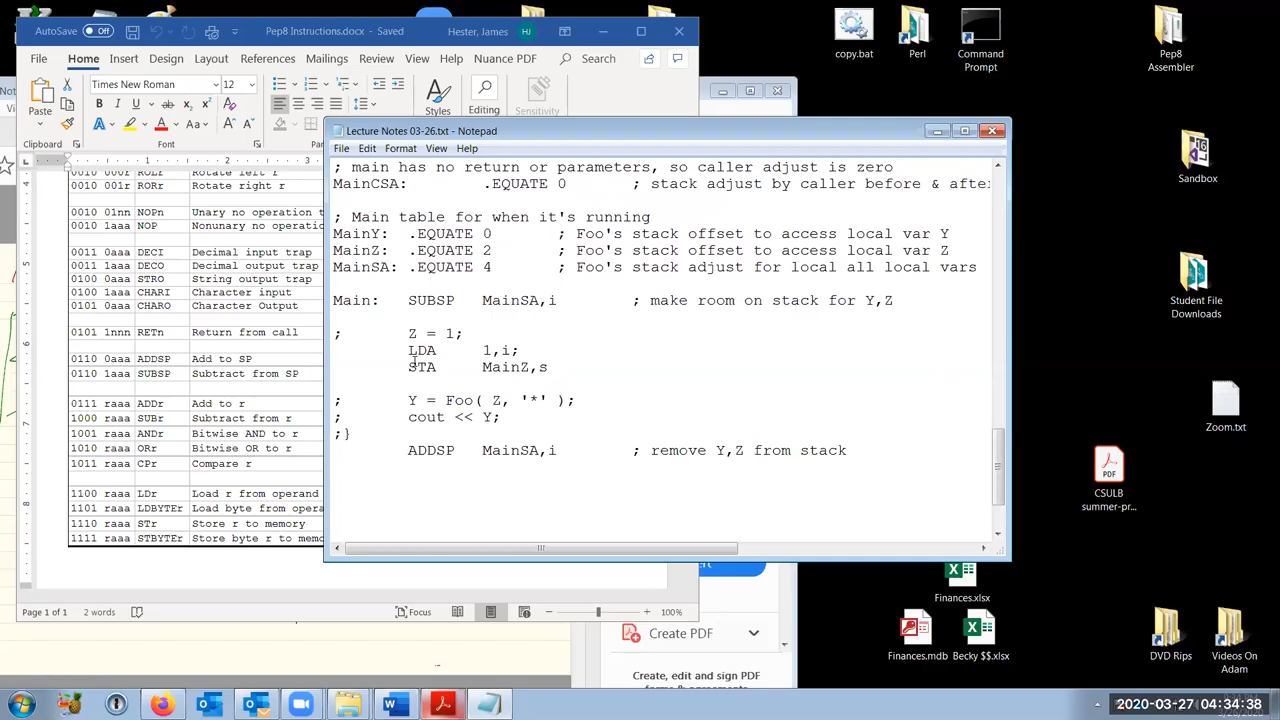 AutoSave Off
Pep8 Instructions.docx - Saved
Hester, James
HJ
File Home Insert Design Layout References Mailings Review View Help Nuance PDF Search
Paste
Times New Roman 12
Styles
Editing
Sensitivity
Clipboard
Font
0010 000r ROLr Rotate left r
0010 001r RORr Rotate right r
0010 01nn NOPn Unary no operation t
0010 1aaa NOP Nonunary no operatio
0011 0aaa DECI Decimal input trap
0011 1aaa DECO Decimal output trap
0100 0aaa STRO String output trap
0100 1aaa CHARI Character input
0101 0aaa CHARO Character Output
0101 1nnn RETn Return from call
0110 0aaa ADDSP Add to SP
0110 1aaa SUBSP Subtract from SP
0111 raaa ADDr Add to r
1000 raaa SUBr Subtract from r
1001 raaa ANDr Bitwise AND to r
1010 raaa ORr Bitwise OR to r
1011 raaa CPr Compare r
1100 raaa LDr Load r from operand
1101 raaa LDBYTEr Load byte from opera
1110 raaa STr Store r to memory
1111 raaa STBYTEr Store byte r to memo
Page 1 of 1 2 words
Focus
100%
Lecture Notes 03-26.txt - Notepad
File Edit Format View Help
; main has no return or parameters, so caller adjust is zero
MainCSA: .EQUATE 0 ; stack adjust by caller before & after
; Main table for when it's running
MainY: .EQUATE 0 ; Foo's stack offset to access local var Y
MainZ: .EQUATE 2 ; Foo's stack offset to access local var Z
MainSA: .EQUATE 4 ; Foo's stack adjust for local all local vars
Main: SUBSP MainSA,i ; make room on stack for Y,Z
; Z = 1;
LDA 1,i;
STA MainZ,s
; Y = Foo( Z, '*' );
; cout << Y;
;}
ADDSP MainSA,i ; remove Y,Z from stack
Create PDF
Create, edit and sign PDF
copy.bat
Perl
Command
Prompt
Pep8
Assembler
Sandbox
Student File
Downloads
Zoom.txt
PDF
CSULB
summer-pr...
Finances.xlsx
Finances.mdb
Becky $$.xlsx
DVD Rips
Videos On
Adam
2020-03-27 04:34:38